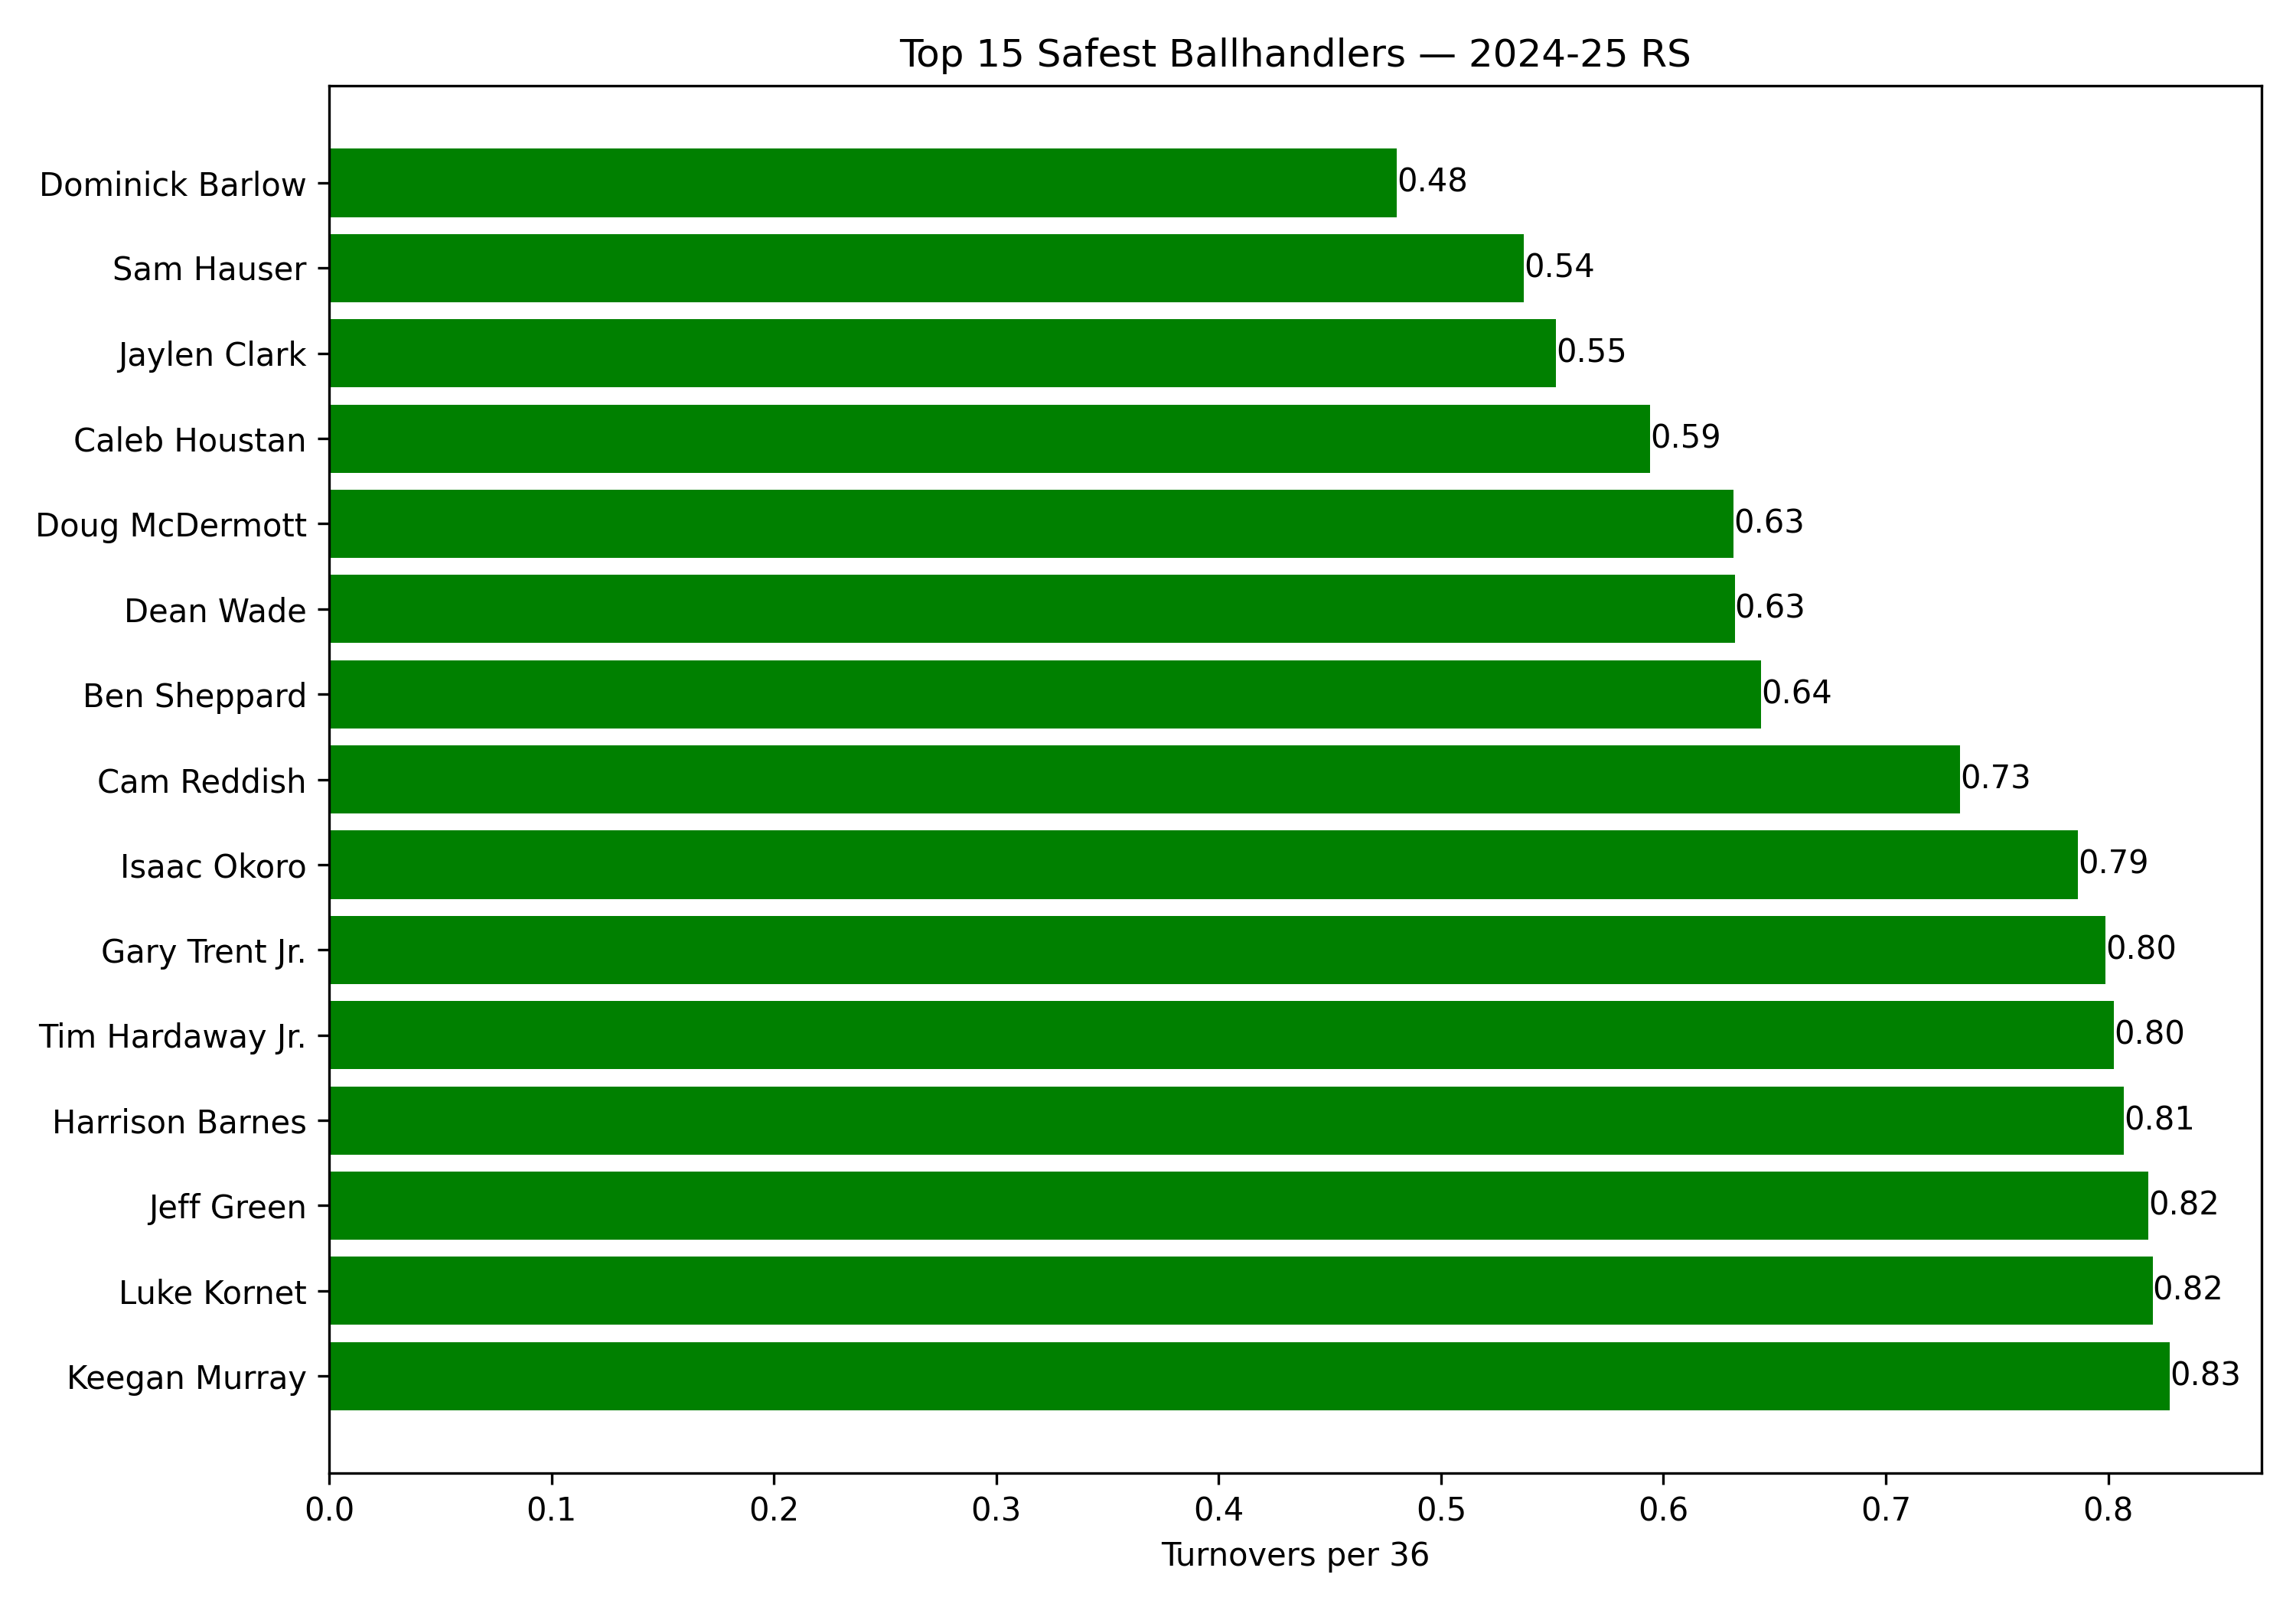 Top 15 Safest Ballhandlers — 2024-25 RS
Dominick Barlow 0.48
Sam Hauser 0.54
Jaylen Clark 0.55
Caleb Houstan 0.59
Doug McDermott 0.63
Dean Wade 0.63
Ben Sheppard 0.64
Cam Reddish 0.73
Isaac Okoro 0.79
Gary Trent Jr. 0.80
Tim Hardaway Jr. 0.80
Harrison Barnes 0.81
Jeff Green 0.82
Luke Kornet 0.82
Keegan Murray 0.83
0.0 0.1 0.2 0.3 0.4 0.5 0.6 0.7 0.8
Turnovers per 36